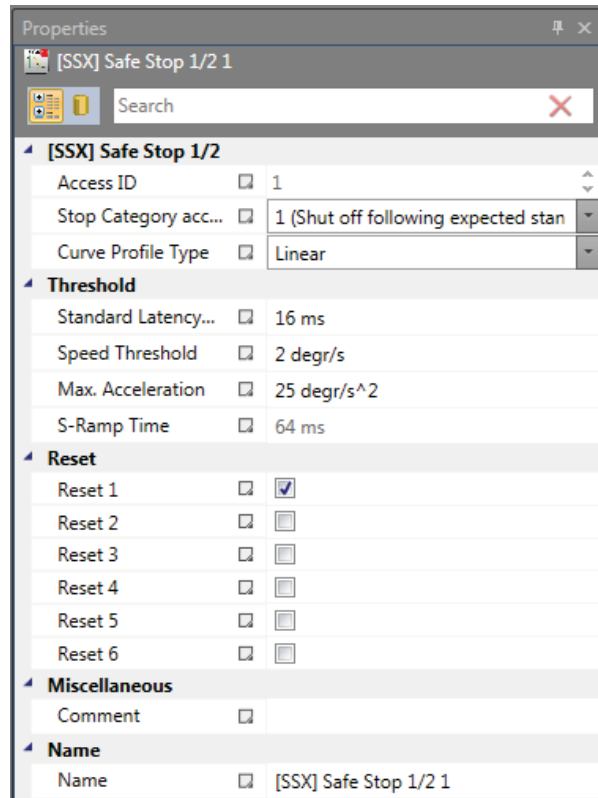 Properties
[SSX] Safe Stop 1/2 1
Search
[SSX] Safe Stop 1/2
Access ID 1
Stop Category acc... 1 (Shut off following expected stan
Curve Profile Type Linear
Threshold
Standard Latency... 16 ms
Speed Threshold 2 degr/s
Max. Acceleration 25 degr/s^2
S-Ramp Time 64 ms
Reset
Reset 1
Reset 2
Reset 3
Reset 4
Reset 5
Reset 6
Miscellaneous
Comment
Name
Name [SSX] Safe Stop 1/2 1